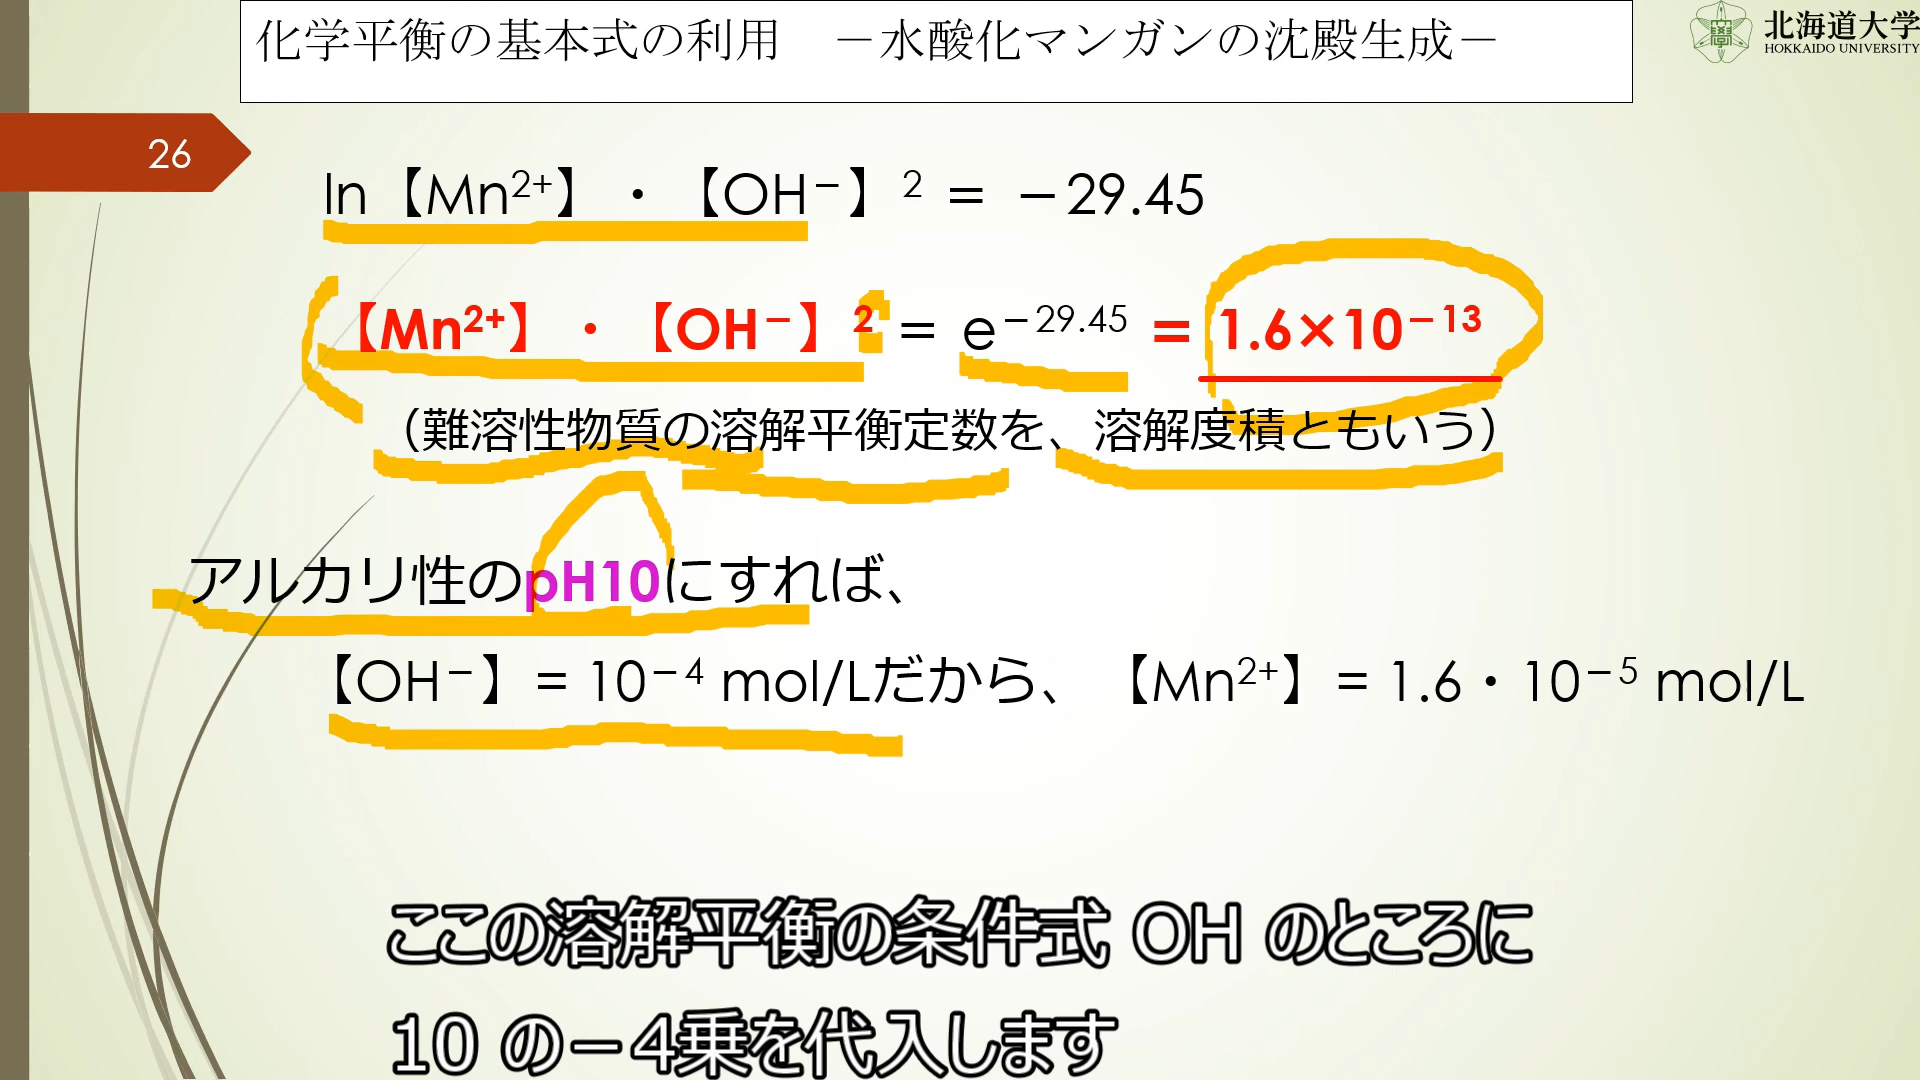 化学平衡の基本式の利用　－水酸化マンガンの沈殿生成－
北海道大学
HOKKAIDO UNIVERSITY
26
ln【Mn²⁺】・【OH⁻】² ＝ －29.45
【Mn²⁺】・【OH⁻】² ＝ e⁻²⁹·⁴⁵ ＝ 1.6×10⁻¹³
（難溶性物質の溶解平衡定数を、溶解度積ともいう）
アルカリ性のpH10にすれば、
【OH⁻】＝ 10⁻⁴ mol/Lだから、【Mn²⁺】＝ 1.6・10⁻⁵ mol/L
ここの溶解平衡の条件式 OH のところに
10 の－4乗を代入します